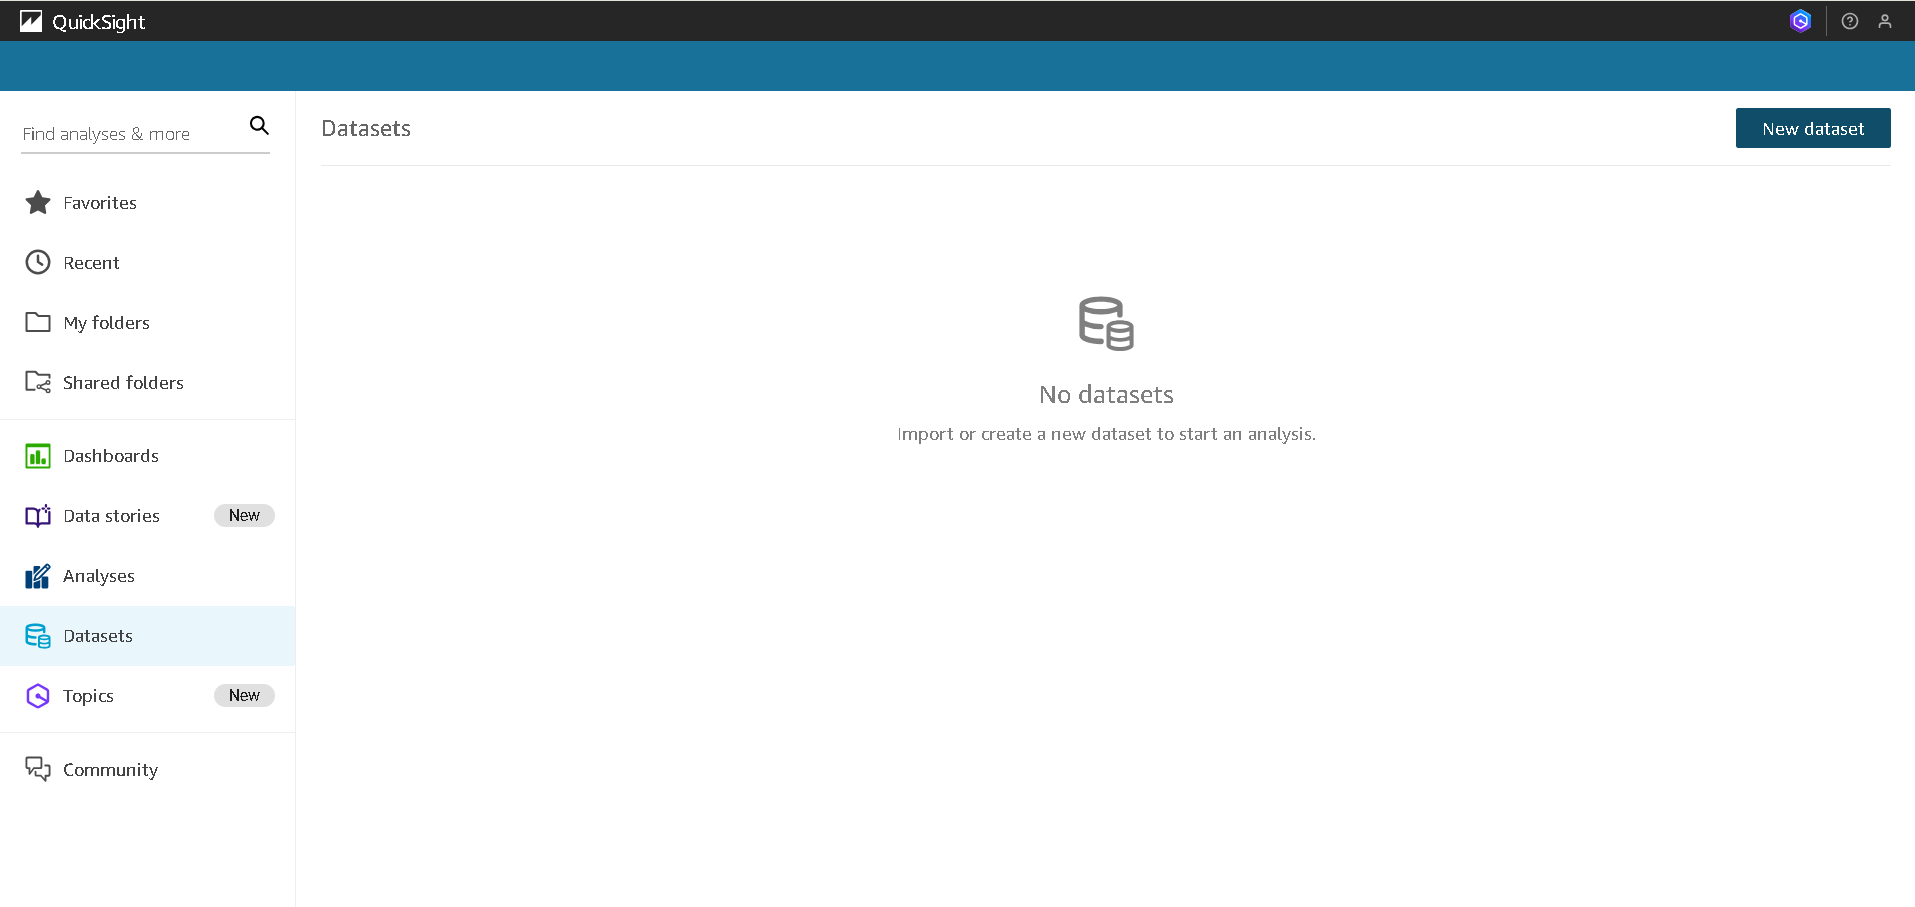 QuickSight
Find analyses & more
Favorites
Recent
My folders
Shared folders
Dashboards
Data stories New
Analyses
Datasets
Topics New
Community
Datasets
New dataset
No datasets
Import or create a new dataset to start an analysis.